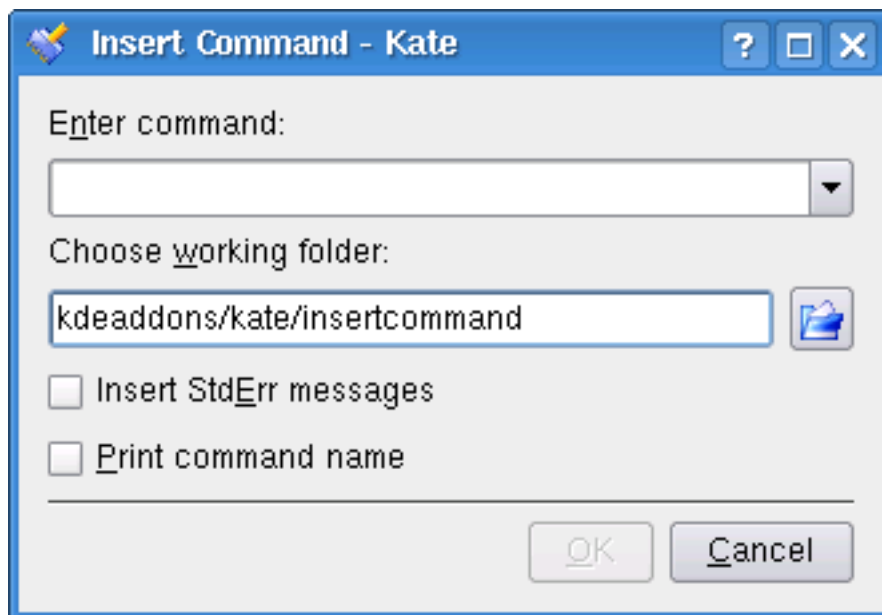 Insert Command - Kate
Enter command:
Choose working folder:
kdeaddons/kate/insertcommand
Insert StdErr messages
Print command name
OK Cancel